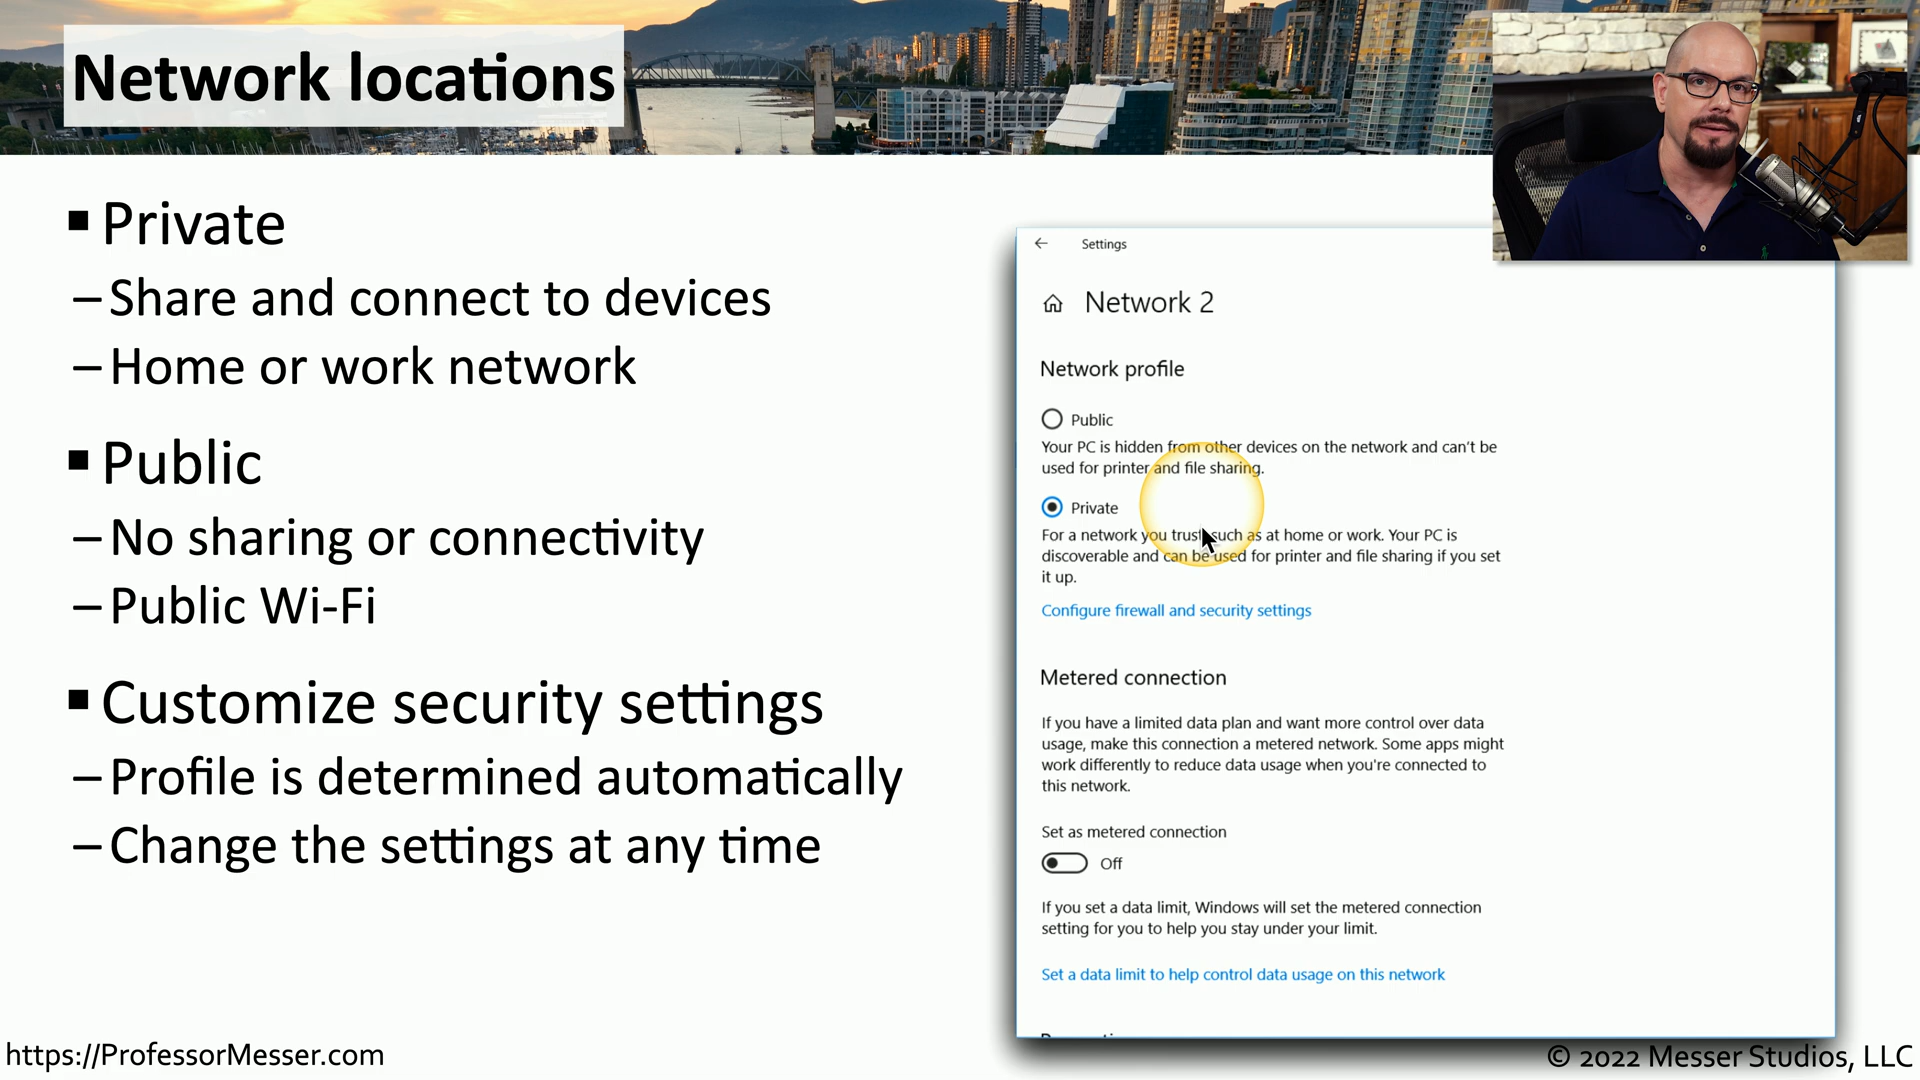 Network locations
▪ Private
– Share and connect to devices
– Home or work network
▪ Public
– No sharing or connectivity
– Public Wi-Fi
▪ Customize security settings
– Profile is determined automatically
– Change the settings at any time
Settings
Network 2
Network profile
Public
Your PC is hidden from other devices on the network and can't be
used for printer and file sharing.
Private
For a network you trust, such as at home or work. Your PC is
discoverable and can be used for printer and file sharing if you set
it up.
Configure firewall and security settings
Metered connection
If you have a limited data plan and want more control over data
usage, make this connection a metered network. Some apps might
work differently to reduce data usage when you're connected to
this network.
Set as metered connection
Off
If you set a data limit, Windows will set the metered connection
setting for you to help you stay under your limit.
Set a data limit to help control data usage on this network
https://ProfessorMesser.com
© 2022 Messer Studios, LLC